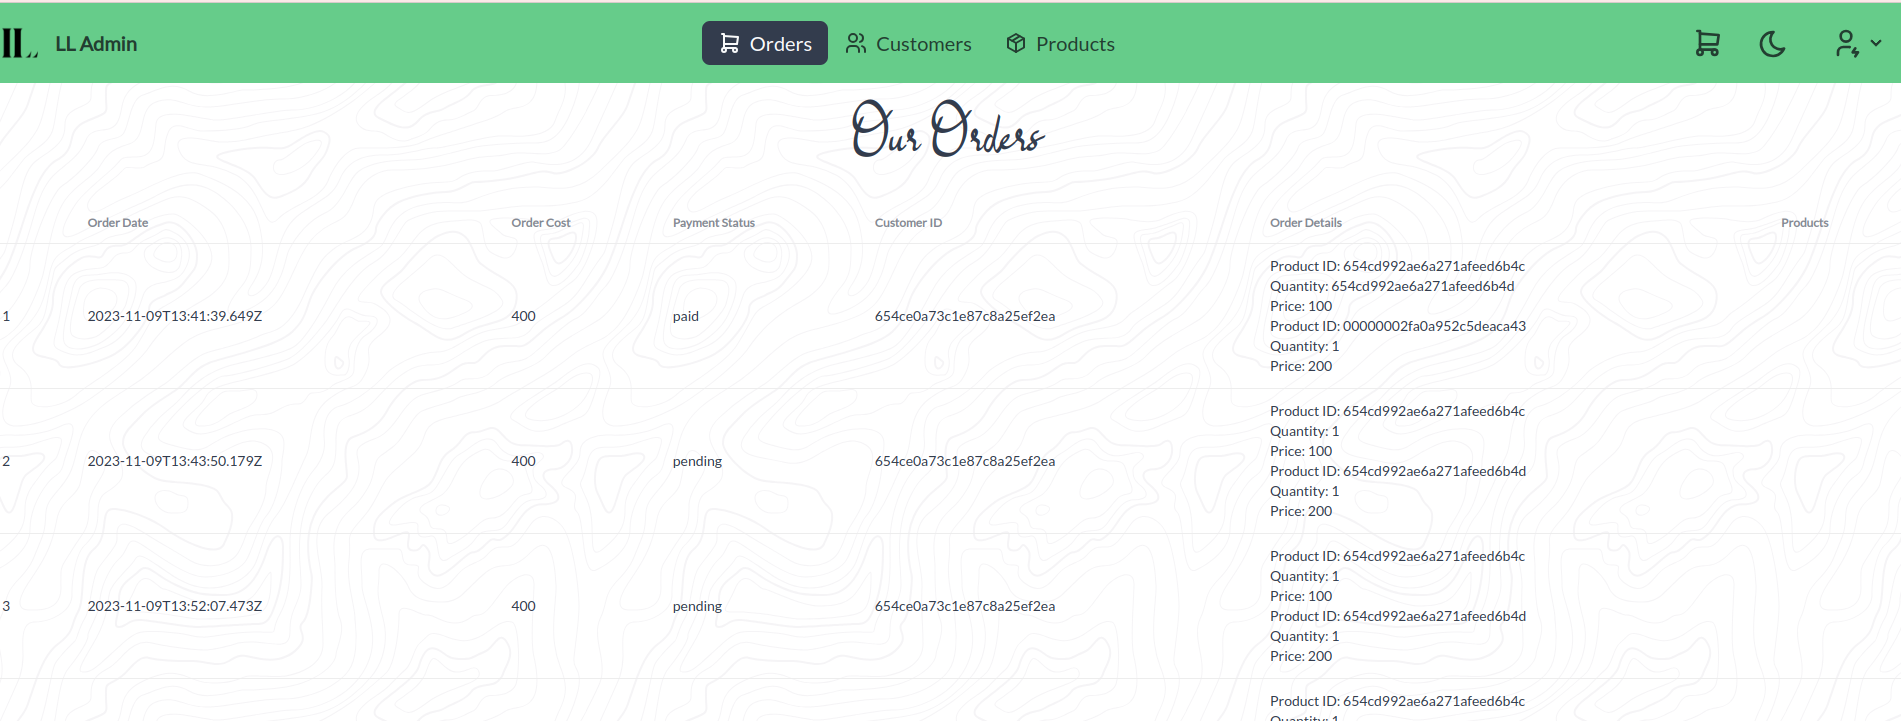 LL Admin
Orders
Customers
Products
Our Orders
Order Date
Order Cost
Payment Status
Customer ID
Order Details
Products
1
2023-11-09T13:41:39.649Z
400
paid
654ce0a73c1e87c8a25ef2ea
Product ID: 654cd992ae6a271afeed6b4c
Quantity: 654cd992ae6a271afeed6b4d
Price: 100
Product ID: 00000002fa0a952c5deaca43
Quantity: 1
Price: 200
2
2023-11-09T13:43:50.179Z
400
pending
654ce0a73c1e87c8a25ef2ea
Product ID: 654cd992ae6a271afeed6b4c
Quantity: 1
Price: 100
Product ID: 654cd992ae6a271afeed6b4d
Quantity: 1
Price: 200
3
2023-11-09T13:52:07.473Z
400
pending
654ce0a73c1e87c8a25ef2ea
Product ID: 654cd992ae6a271afeed6b4c
Quantity: 1
Price: 100
Product ID: 654cd992ae6a271afeed6b4d
Quantity: 1
Price: 200
Product ID: 654cd992ae6a271afeed6b4c
Quantity: 1